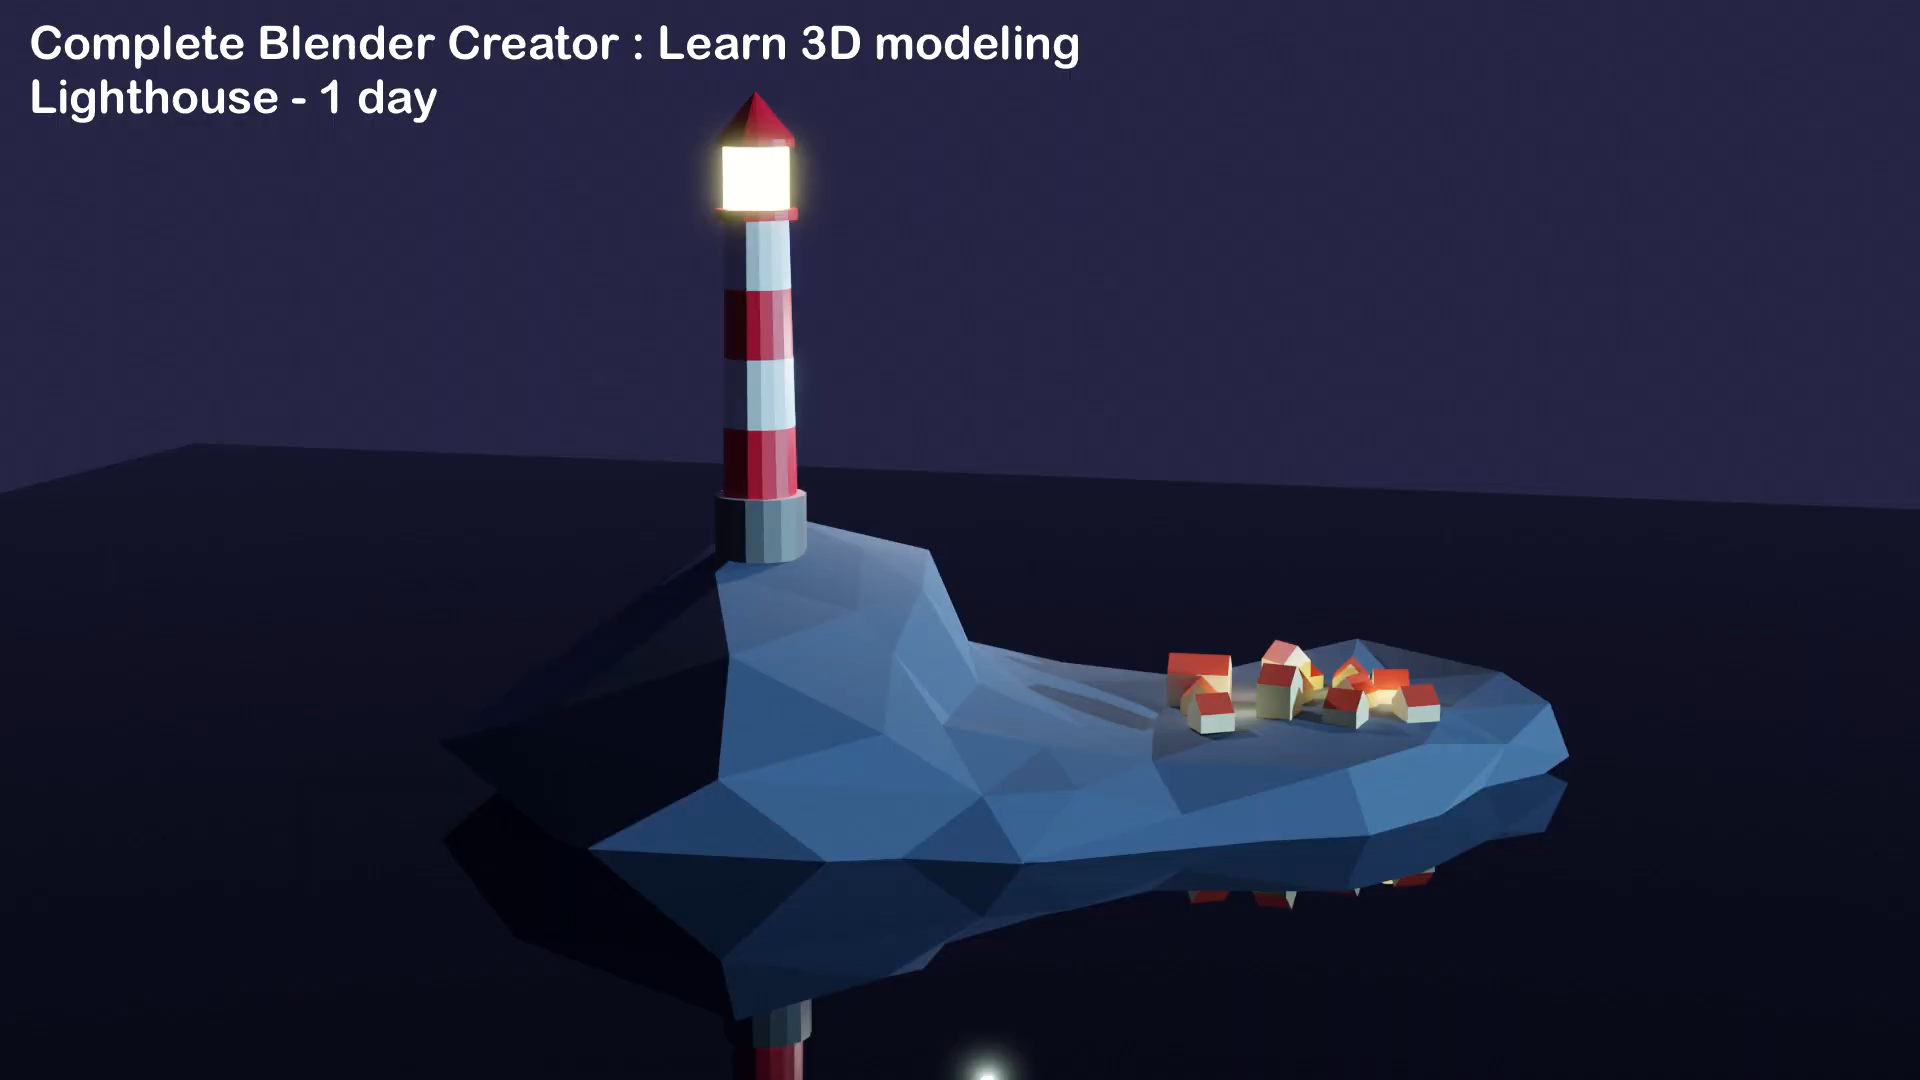 Complete Blender Creator : Learn 3D modeling
Lighthouse - 1 day